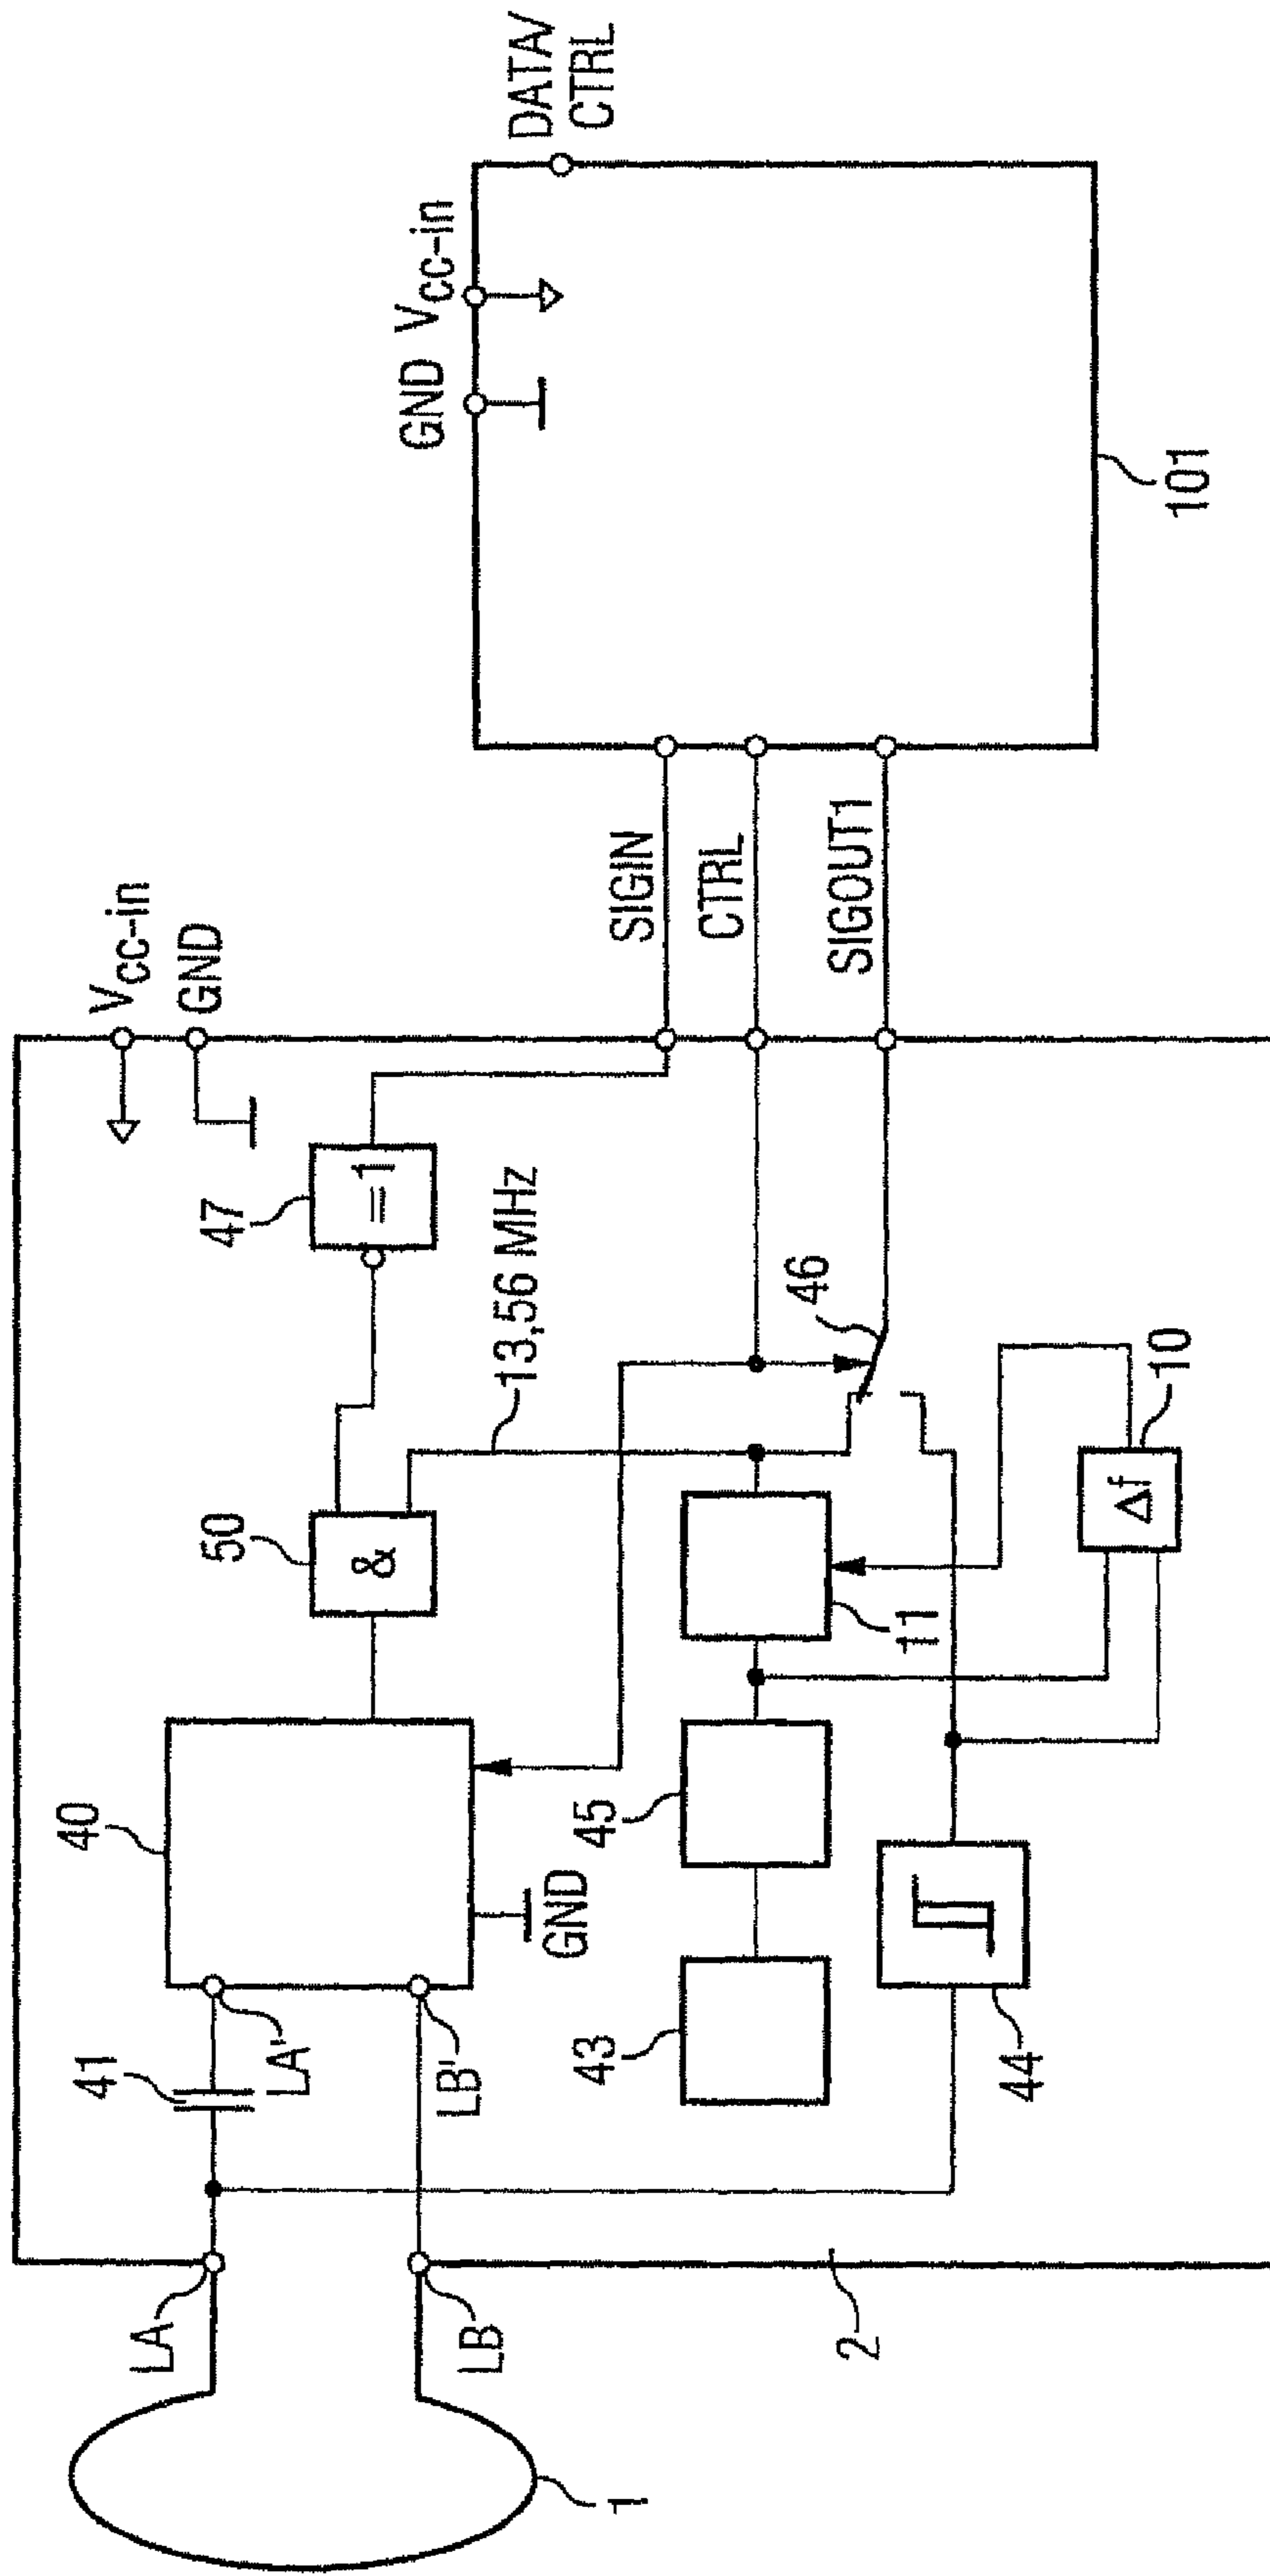 1
LA
LB
2
41
LA'
LB'
40
GND
50
&
47
=1
13,56 MHz
43
45
11
44
10
Δf
46
Vcc-in
GND
SIGIN
CTRL
SIGOUT1
GND
Vcc-in
DATA/
CTRL
101